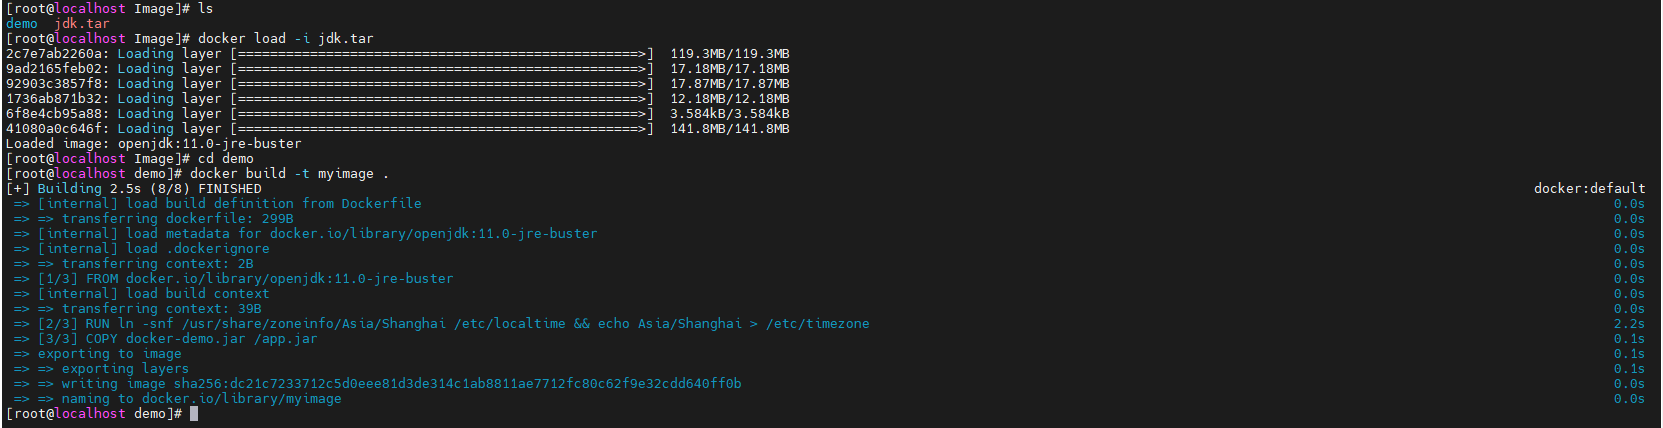 [root@localhost Image]# ls
demo  jdk.tar
[root@localhost Image]# docker load -i jdk.tar
2c7e7ab2260a: Loading layer [==================================================>]  119.3MB/119.3MB
9ad2165feb02: Loading layer [==================================================>]  17.18MB/17.18MB
92903c3857f8: Loading layer [==================================================>]  17.87MB/17.87MB
1736ab871b32: Loading layer [==================================================>]  12.18MB/12.18MB
6f8e4cb95a88: Loading layer [==================================================>]  3.584kB/3.584kB
41080a0c646f: Loading layer [==================================================>]  141.8MB/141.8MB
Loaded image: openjdk:11.0-jre-buster
[root@localhost Image]# cd demo
[root@localhost demo]# docker build -t myimage .
[+] Building 2.5s (8/8) FINISHED docker:default
=> [internal] load build definition from Dockerfile 0.0s
=> => transferring dockerfile: 299B 0.0s
=> [internal] load metadata for docker.io/library/openjdk:11.0-jre-buster 0.0s
=> [internal] load .dockerignore 0.0s
=> => transferring context: 2B 0.0s
=> [1/3] FROM docker.io/library/openjdk:11.0-jre-buster 0.0s
=> [internal] load build context 0.0s
=> => transferring context: 39B 0.0s
=> [2/3] RUN ln -snf /usr/share/zoneinfo/Asia/Shanghai /etc/localtime && echo Asia/Shanghai > /etc/timezone 2.2s
=> [3/3] COPY docker-demo.jar /app.jar 0.1s
=> exporting to image 0.1s
=> => exporting layers 0.1s
=> => writing image sha256:dc21c7233712c5d0eee81d3de314c1ab8811ae7712fc80c62f9e32cdd640ff0b 0.0s
=> => naming to docker.io/library/myimage 0.0s
[root@localhost demo]#